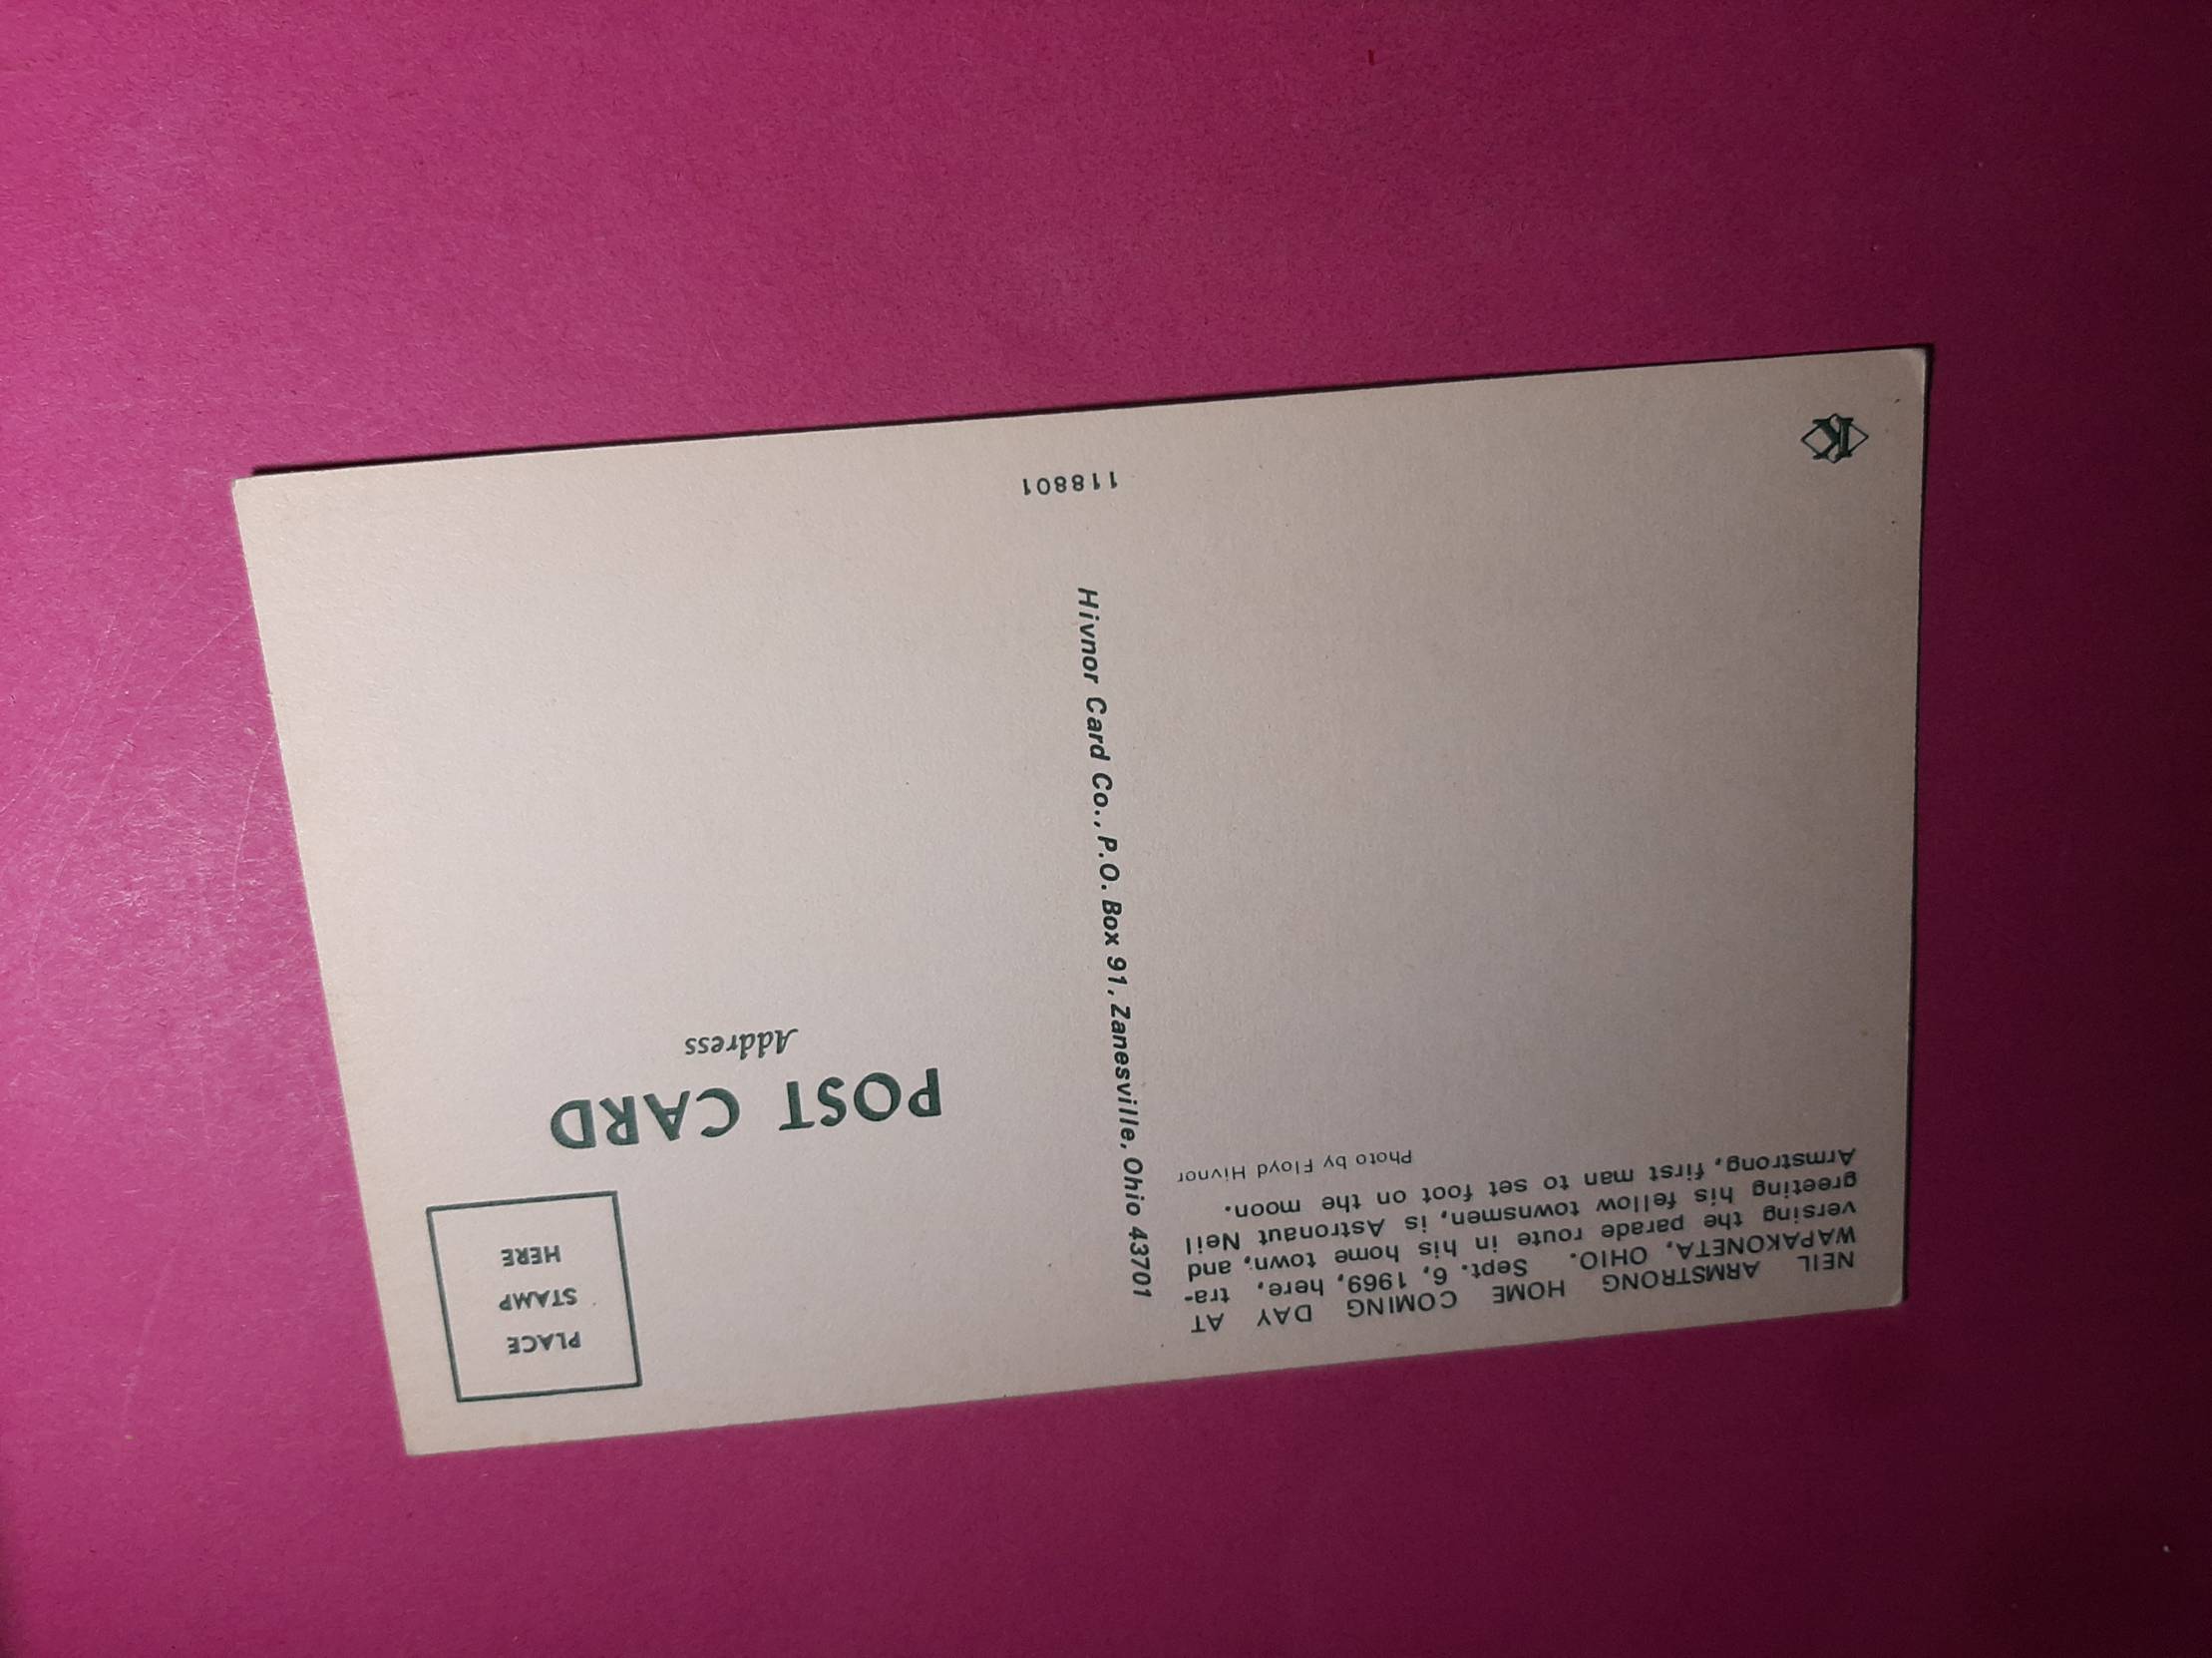 NEIL ARMSTRONG HOME COMING DAY AT
WAPAKONETA, OHIO. Sept. 6, 1969, here, tra-
versing the parade route in his home town, and
greeting his fellow townsmen, is Astronaut Neil
Armstrong, first man to set foot on the moon.
Photo by Floyd Hivnor
Hivnor Card Co., P.O. Box 91, Zanesville, Ohio 43701
PLACE
STAMP
HERE
POST CARD
Address
K
118801